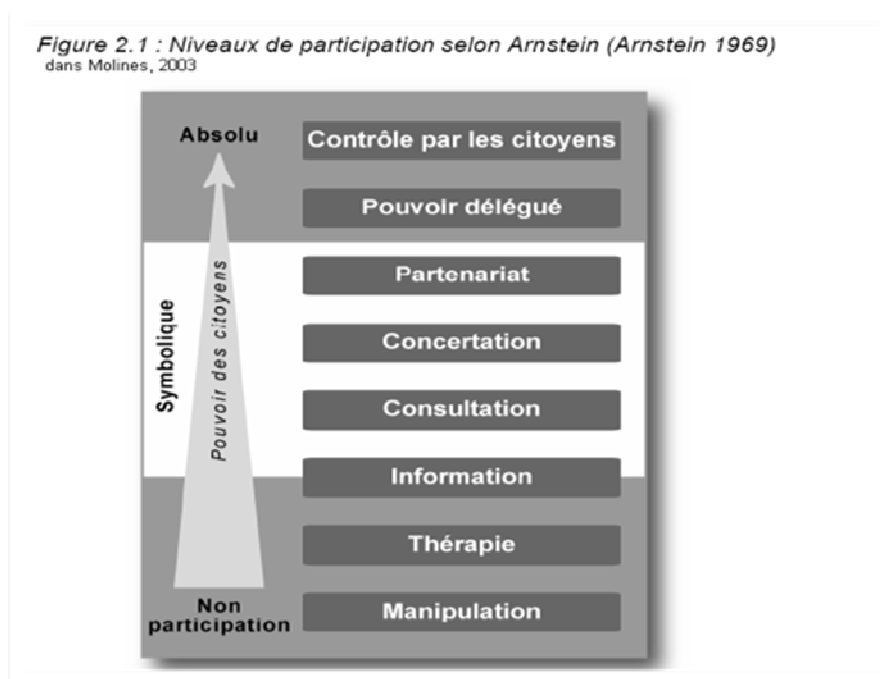 Figure 2.1 : Niveaux de participation selon Arnstein (Arnstein 1969)
dans Molines, 2003
Absolu
Contrôle par les citoyens
Pouvoir délégué
Partenariat
Symbolique
Pouvoir des citoyens
Concertation
Consultation
Information
Thérapie
Non
participation
Manipulation